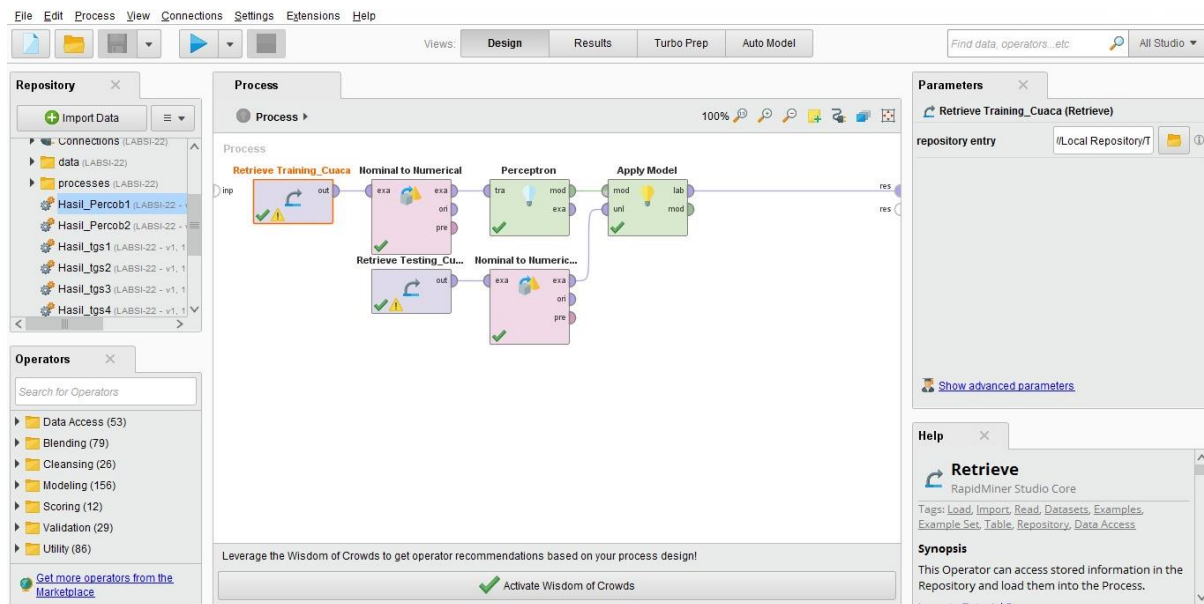 File Edit Process View Connections Settings Extensions Help
Views: Design Results Turbo Prep Auto Model
Find data, operators...etc
All Studio
Repository
Import Data
Connections (LABSI-22)
data (LABSI-22)
processes (LABSI-22)
Hasil_Percob1 (LABSI-22 -
Hasil_Percob2 (LABSI-22 -
Hasil_tgs1 (LABSI-22 - v1, 1
Hasil_tgs2 (LABSI-22 - v1, 1
Hasil_tgs3 (LABSI-22 - v1, 1
Hasil_tgs4 (LABSI-22 - v1, 1
Operators
Search for Operators
Data Access (53)
Blending (79)
Cleansing (26)
Modeling (156)
Scoring (12)
Validation (29)
Utility (86)
Get more operators from the
Marketplace
Process
Process
100%
Process
Retrieve Training_Cuaca Nominal to Numerical Perceptron Apply Model
inp out exa exa tra mod mod lab res
ori exa unl mod res
pre
Retrieve Testing_Cu... Nominal to Numeric...
out exa exa
ori
pre
Leverage the Wisdom of Crowds to get operator recommendations based on your process design!
Activate Wisdom of Crowds
Parameters
Retrieve Training_Cuaca (Retrieve)
repository entry //Local Repository/T
Show advanced parameters
Help
Retrieve
RapidMiner Studio Core
Tags: Load, Import, Read, Datasets, Examples,
Example Set, Table, Repository, Data Access
Synopsis
This Operator can access stored information in the
Repository and load them into the Process.